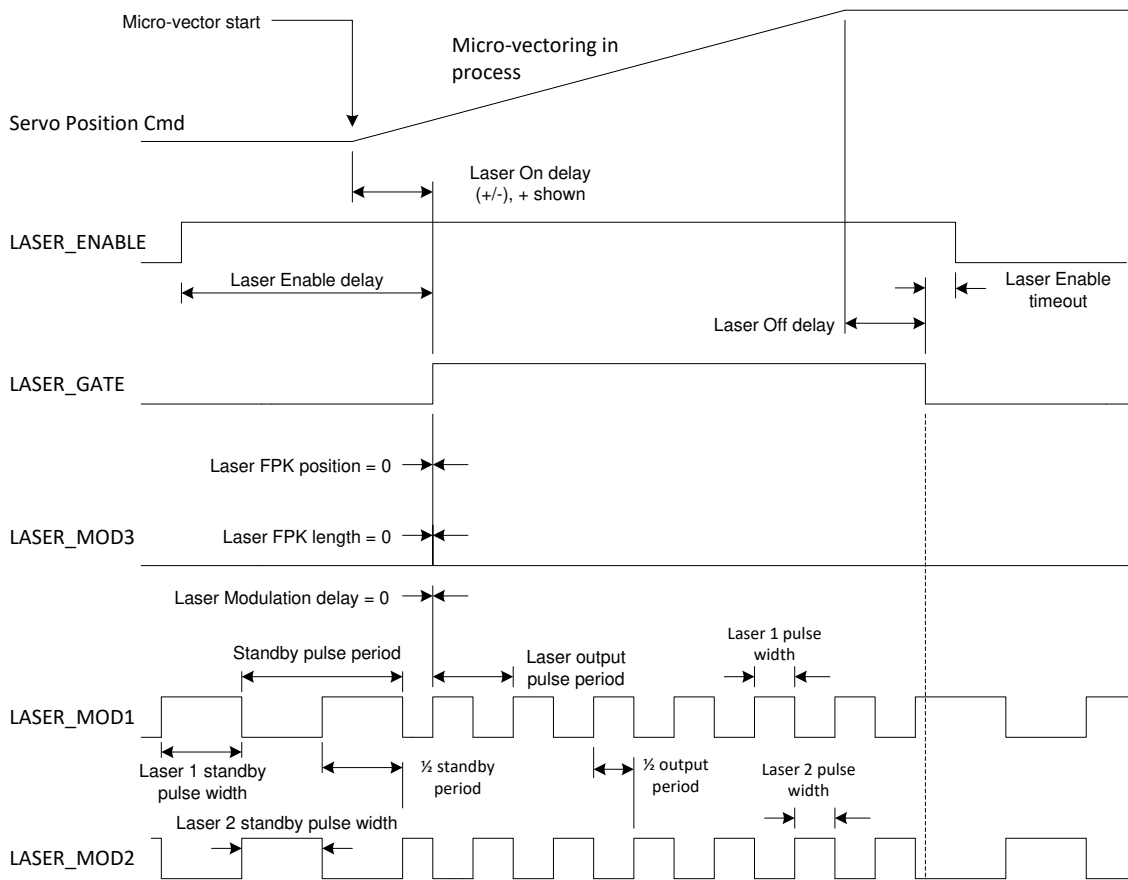 Micro-vector start
Micro-vectoring in
process
Servo Position Cmd
Laser On delay
(+/-), + shown
LASER_ENABLE
Laser Enable delay
Laser Enable
timeout
Laser Off delay
LASER_GATE
Laser FPK position = 0
LASER_MOD3
Laser FPK length = 0
Laser Modulation delay = 0
Standby pulse period
Laser output
pulse period
Laser 1 pulse
width
LASER_MOD1
Laser 1 standby
pulse width
½ standby
period
½ output
period
Laser 2 pulse
width
Laser 2 standby pulse width
LASER_MOD2